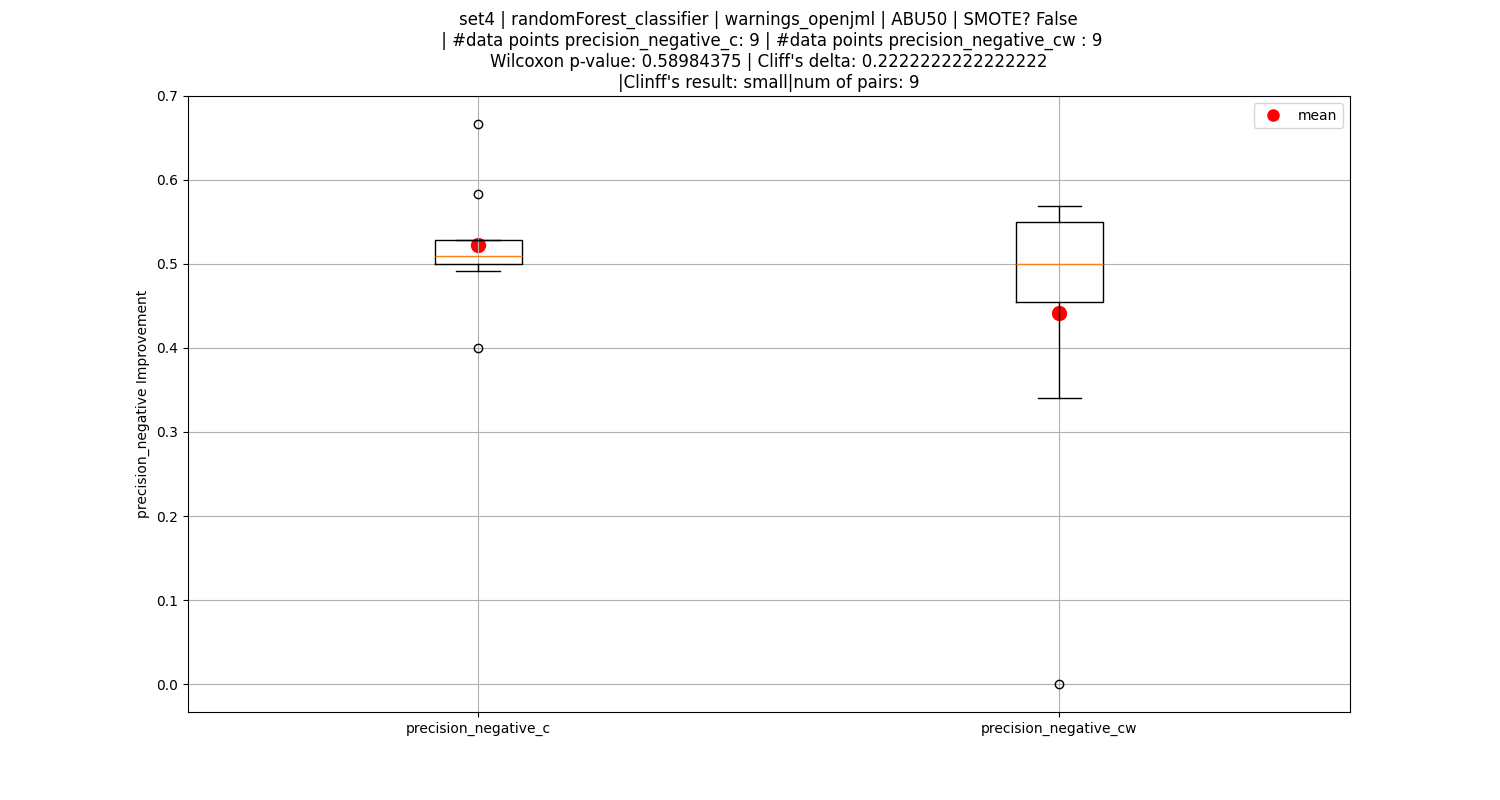 set4 | randomForest_classifier | warnings_openjml | ABU50 | SMOTE? False
| #data points precision_negative_c: 9 | #data points precision_negative_cw : 9
Wilcoxon p-value: 0.58984375 | Cliff's delta: 0.2222222222222222
|Clinff's result: small|num of pairs: 9
mean
0.7
0.6
0.5
0.4
0.3
0.2
0.1
0.0
precision_negative Improvement
precision_negative_c
precision_negative_cw